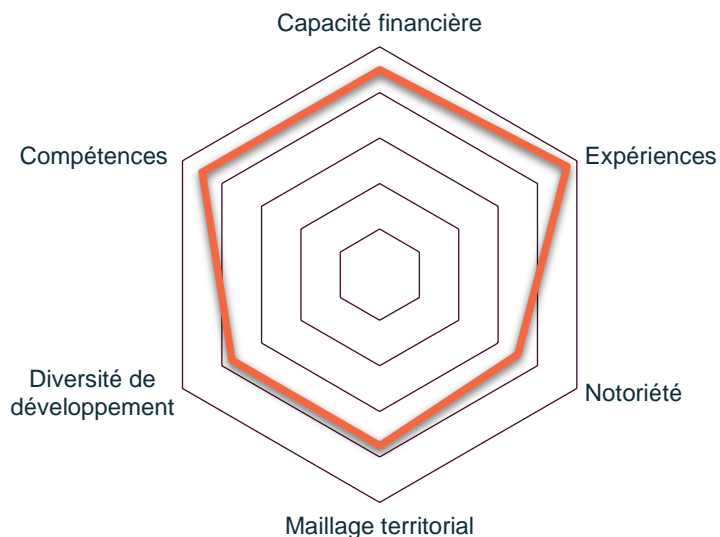 Capacité financière
Compétences
Expériences
Diversité de
développement
Notoriété
Maillage territorial